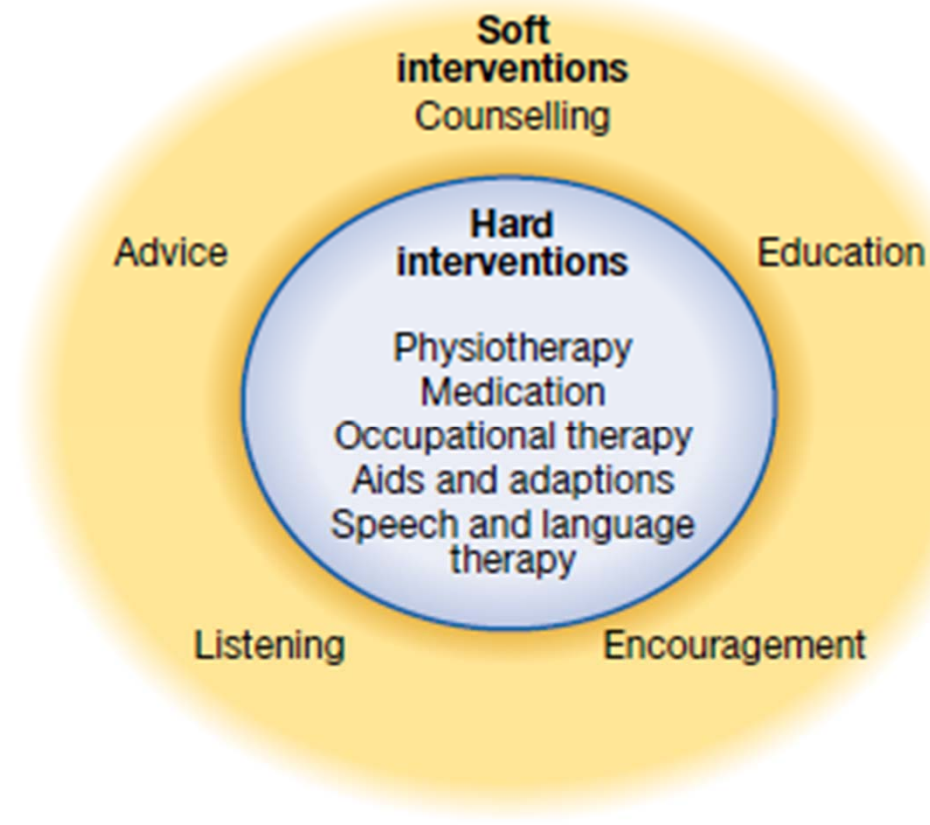 Soft
interventions
Counselling
Advice
Education
Hard
interventions
Physiotherapy
Medication
Occupational therapy
Aids and adaptions
Speech and language
therapy
Listening
Encouragement